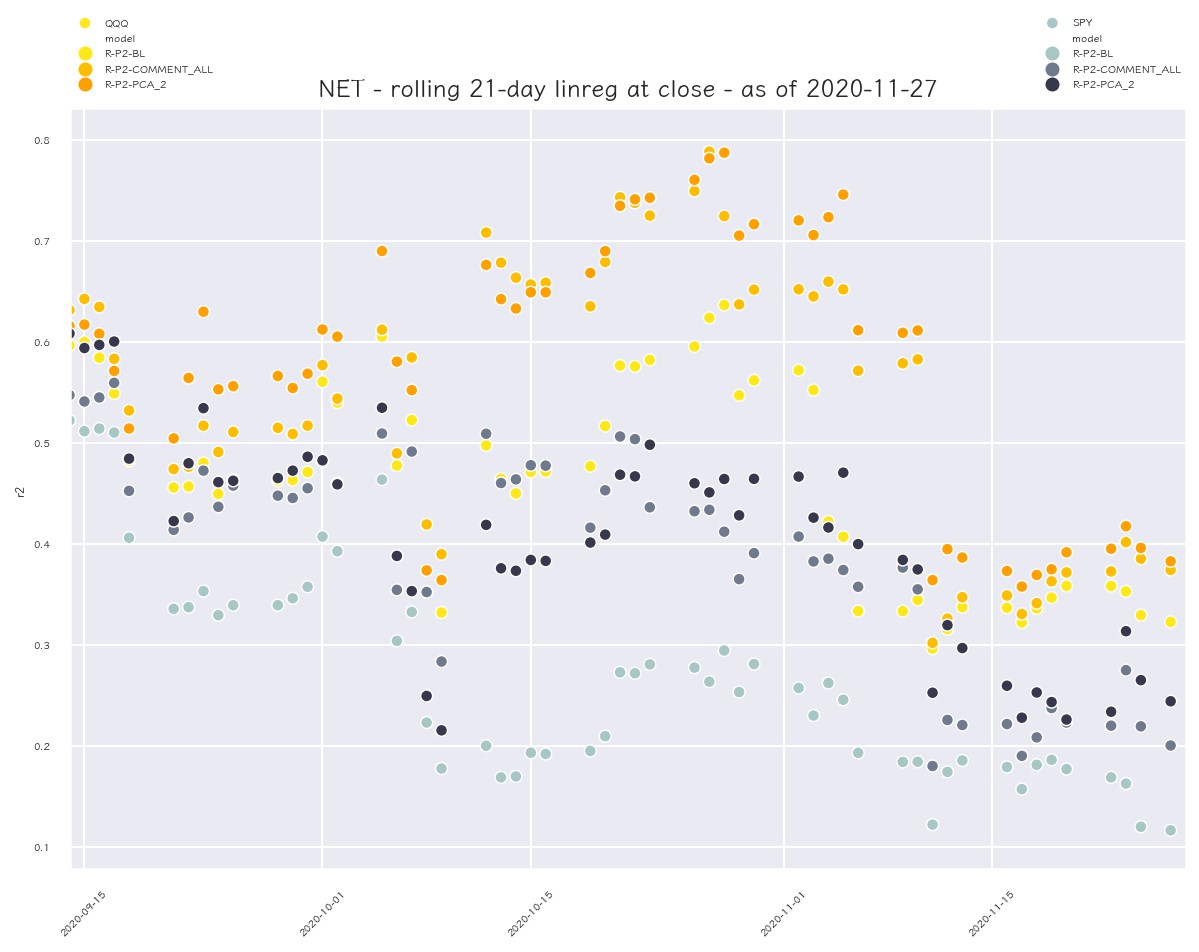 QQQ
model
R-P2-BL
R-P2-COMMENT_ALL
R-P2-PCA_2
SPY
model
R-P2-BL
R-P2-COMMENT_ALL
R-P2-PCA_2
NET - rolling 21-day linreg at close - as of 2020-11-27
0.8
0.7
0.6
0.5
0.4
0.3
0.2
0.1
r2
2020-09-15
2020-10-01
2020-10-15
2020-11-01
2020-11-15